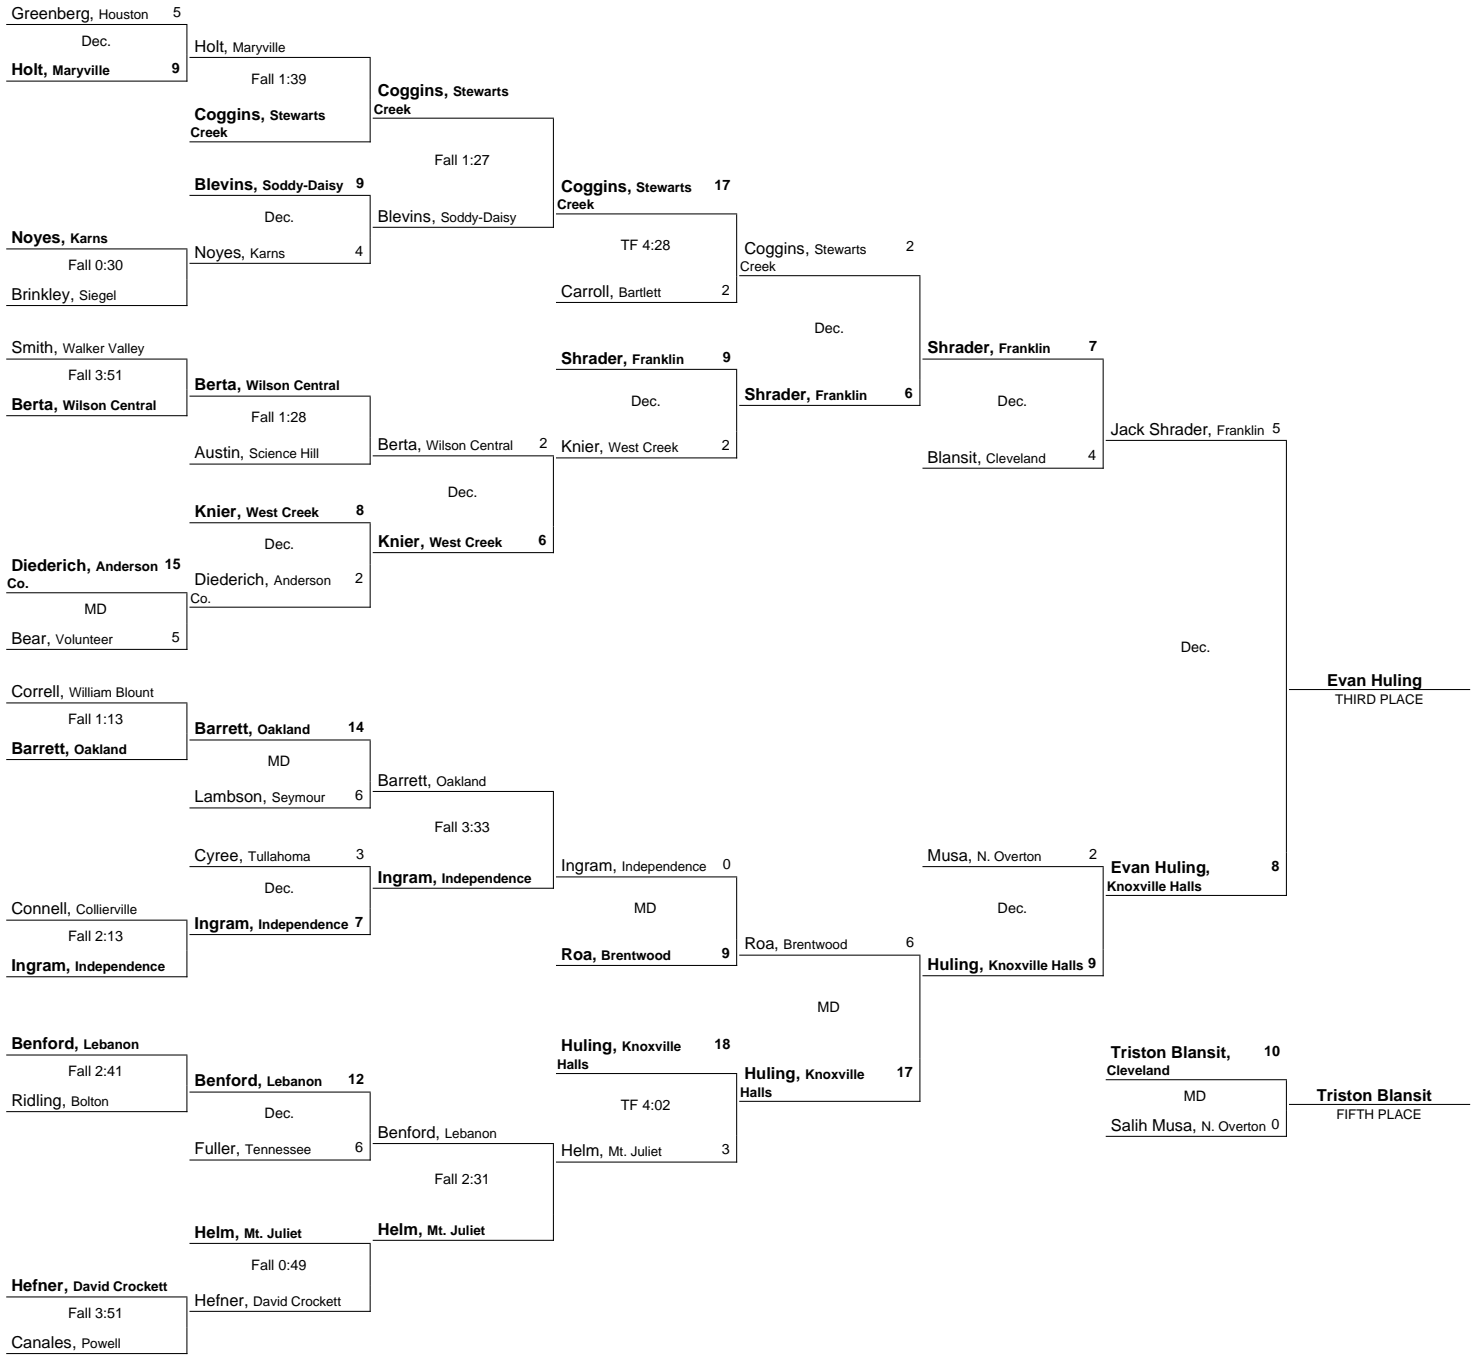 Greenberg, Houston 5
Dec.
Holt, Maryville 9
Noyes, Karns
Fall 0:30
Brinkley, Siegel
Smith, Walker Valley
Fall 3:51
Berta, Wilson Central
Diederich, Anderson 15
Co.
MD
Bear, Volunteer 5
Correll, William Blount
Fall 1:13
Barrett, Oakland
Connell, Collierville
Fall 2:13
Ingram, Independence
Benford, Lebanon
Fall 2:41
Ridling, Bolton
Hefner, David Crockett
Fall 3:51
Canales, Powell
Holt, Maryville
Fall 1:39
Coggins, Stewarts
Creek
Blevins, Soddy-Daisy 9
Dec.
Noyes, Karns 4
Berta, Wilson Central
Fall 1:28
Austin, Science Hill
Knier, West Creek 8
Dec.
Diederich, Anderson 2
Co.
Barrett, Oakland 14
MD
Lambson, Seymour 6
Cyree, Tullahoma 3
Dec.
Ingram, Independence 7
Benford, Lebanon 12
Dec.
Fuller, Tennessee 6
Helm, Mt. Juliet
Fall 0:49
Hefner, David Crockett
Coggins, Stewarts
Creek
Fall 1:27
Blevins, Soddy-Daisy
Berta, Wilson Central 2
Dec.
Knier, West Creek 6
Barrett, Oakland
Fall 3:33
Ingram, Independence
Benford, Lebanon
Fall 2:31
Helm, Mt. Juliet
Coggins, Stewarts 17
Creek
TF 4:28
Carroll, Bartlett 2
Shrader, Franklin 9
Dec.
Knier, West Creek 2
Ingram, Independence 0
MD
Roa, Brentwood 9
Huling, Knoxville 18
Halls
TF 4:02
Helm, Mt. Juliet 3
Coggins, Stewarts 2
Creek
Dec.
Shrader, Franklin 6
Roa, Brentwood 6
MD
Huling, Knoxville 17
Halls
Shrader, Franklin 7
Dec.
Blansit, Cleveland 4
Musa, N. Overton 2
Dec.
Huling, Knoxville Halls 9
Jack Shrader, Franklin 5
Dec.
Evan Huling, 8
Knoxville Halls
Evan Huling
THIRD PLACE
Triston Blansit, 10
Cleveland
MD
Salih Musa, N. Overton 0
Triston Blansit
FIFTH PLACE